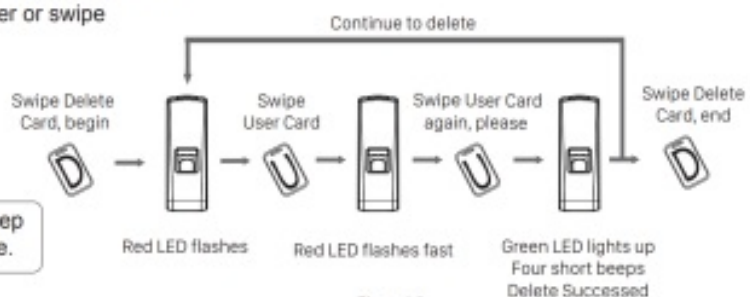 er or swipe
Continue to delete
Swipe Delete
Card, begin
Swipe
User Card
Swipe User Card
again, please
Swipe Delete
Card, end
D
U
U
D
ep
e.
Red LED flashes
Red LED flashes fast
Green LED lights up
Four short beeps
Delete Successed